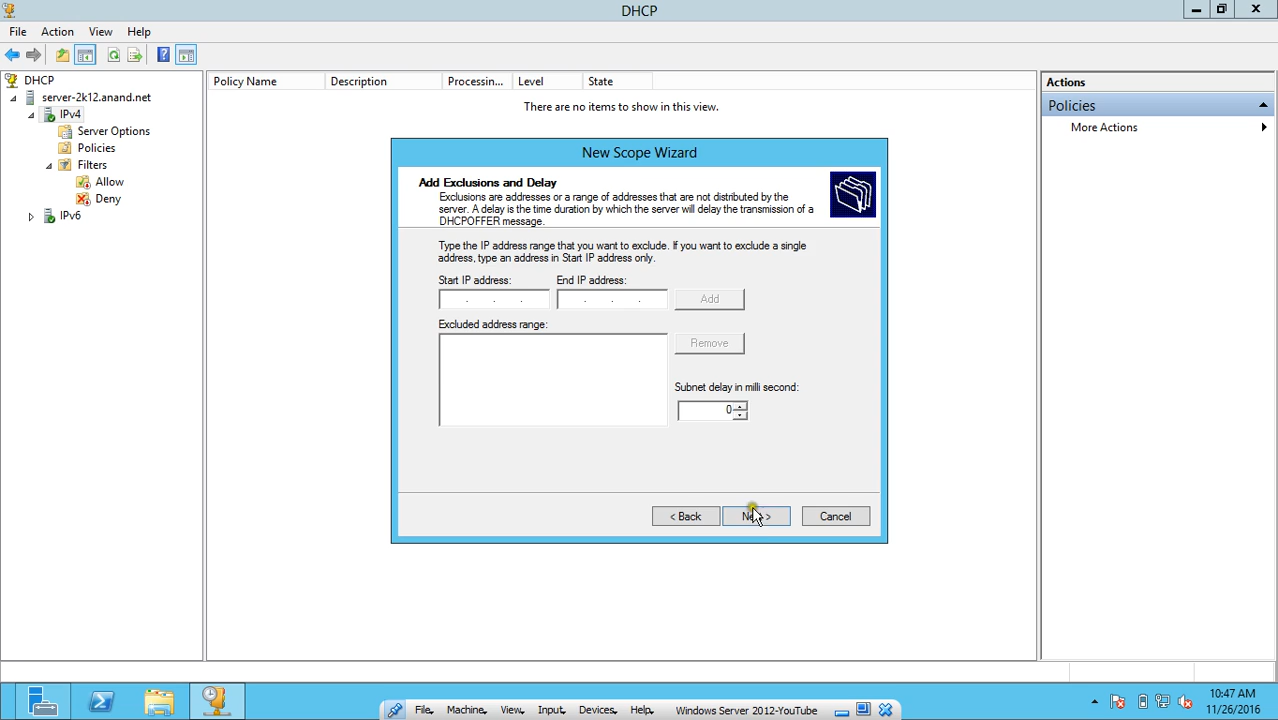 DHCP
File Action View Help
DHCP
server-2k12.anand.net
IPv4
Server Options
Policies
Filters
Allow
Deny
IPv6
Policy Name Description Processin... Level State
There are no items to show in this view.
New Scope Wizard
Add Exclusions and Delay
Exclusions are addresses or a range of addresses that are not distributed by the
server. A delay is the time duration by which the server will delay the transmission of a
DHCPOFFER message.
Type the IP address range that you want to exclude. If you want to exclude a single
address, type an address in Start IP address only.
Start IP address: End IP address:
. . . . . . Add
Excluded address range:
Remove
Subnet delay in milli second:
0
< Back >
Cancel
Actions
Policies
More Actions
File Machine View Input Devices Help Windows Server 2012-YouTube
10:47 AM
11/26/2016